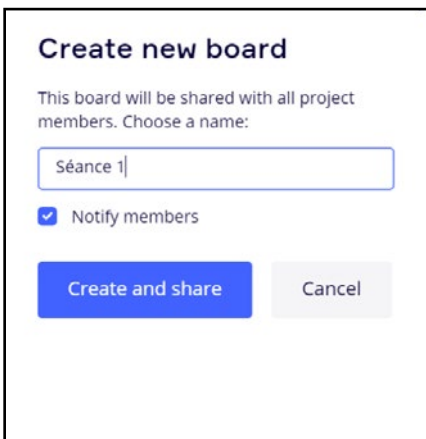 Create new board
This board will be shared with all project
members. Choose a name:
Séance 1
Notify members
Create and share
Cancel